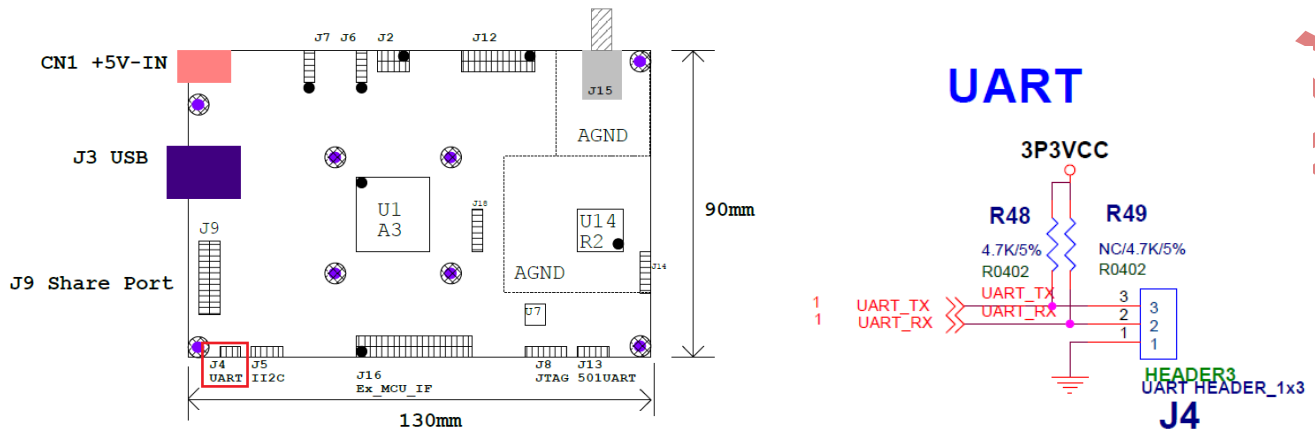 J7 J6 J2 J12
CN1 +5V-IN
J15
AGND
J3 USB
U1
A3
J18
U14
R2
90mm
J9
AGND
J14
J9 Share Port
U7
J4 J5 J8 J13
UART II2C J16 JTAG 501UART
Ex_MCU_IF
130mm
UART
3P3VCC
R48 R49
4.7K/5% NC/4.7K/5%
R0402 R0402
1 UART_TX UART_TX 3 3
1 UART_RX UART_RX 2 2
1 1
HEADER3
UART HEADER_1x3
J4